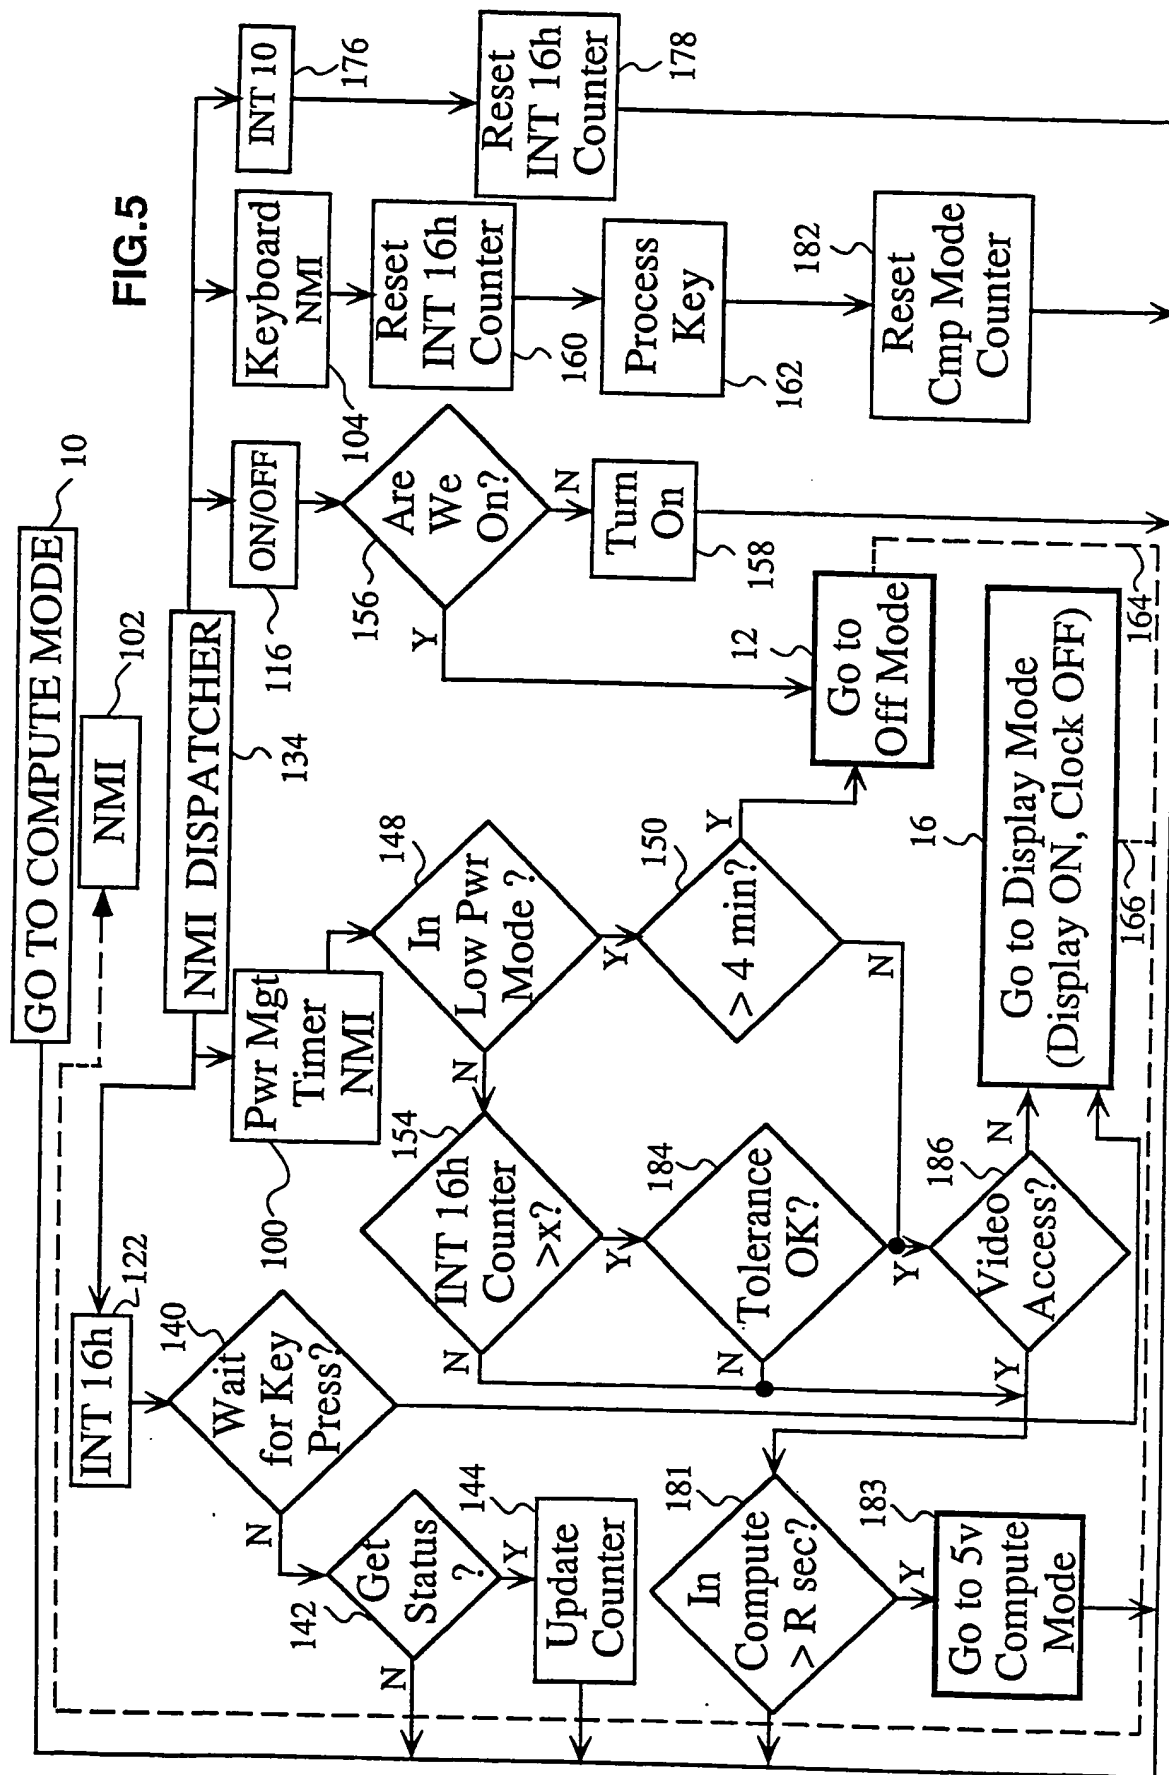 FIG.5
GO TO COMPUTE MODE
10
NMI
102
NMI DISPATCHER
134
INT 16h
122
Wait
for Key
Press?
140
N
Get
Status
?
142
N
Y
Update
Counter
144
Pwr Mgt
Timer
NMI
100
In
Low Pwr
Mode ?
148
N
Y
INT 16h
Counter
>x?
154
N
Y
> 4 min?
150
Y
N
Tolerance
OK?
184
N
Y
Video
Access?
186
N
Y
In
Compute
> R sec?
181
Y
Go to 5v
Compute
Mode
183
Go to Display Mode
(Display ON, Clock OFF)
16
166
ON/OFF
116
Are
We
On?
156
Y
N
Turn
On
158
Go to
Off Mode
12
164
Keyboard
NMI
104
Reset
INT 16h
Counter
160
Process
Key
162
Reset
Cmp Mode
Counter
182
INT 10
176
Reset
INT 16h
Counter
178